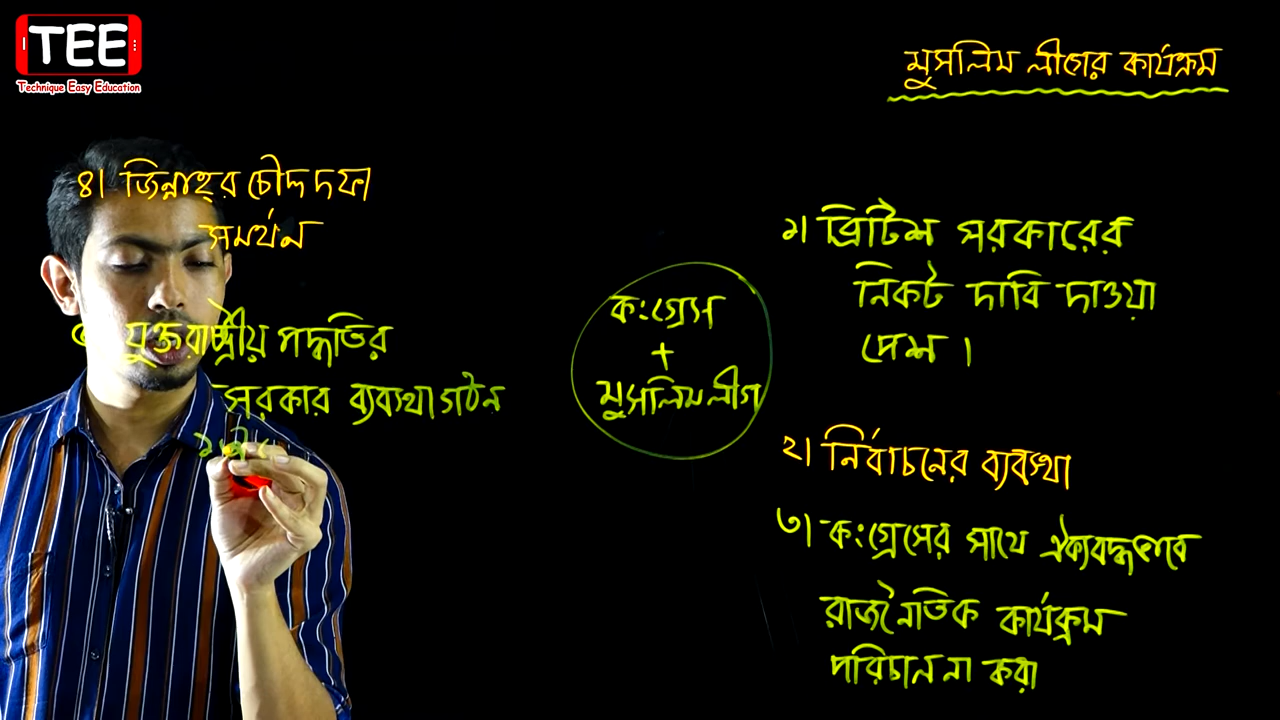 TEE
Technique Easy Education
মুসলিম লীগের কার্যক্রম
১। ব্রিটিশ সরকারের
নিকট দাবি দাওয়া
পেশ।
২। নির্বাচনের ব্যবস্থা
৩। কংগ্রেসের সাথে ঐক্যবদ্ধভাবে
রাজনৈতিক কার্যক্রম
পরিচালনা করা
৪। জিন্নাহ্‌র চৌদ্দ দফা
সমর্থন
যুক্তরাষ্ট্রীয় পদ্ধতির
সরকার ব্যবস্থা গঠন
কংগ্রেস
+
মুসলিম লীগ